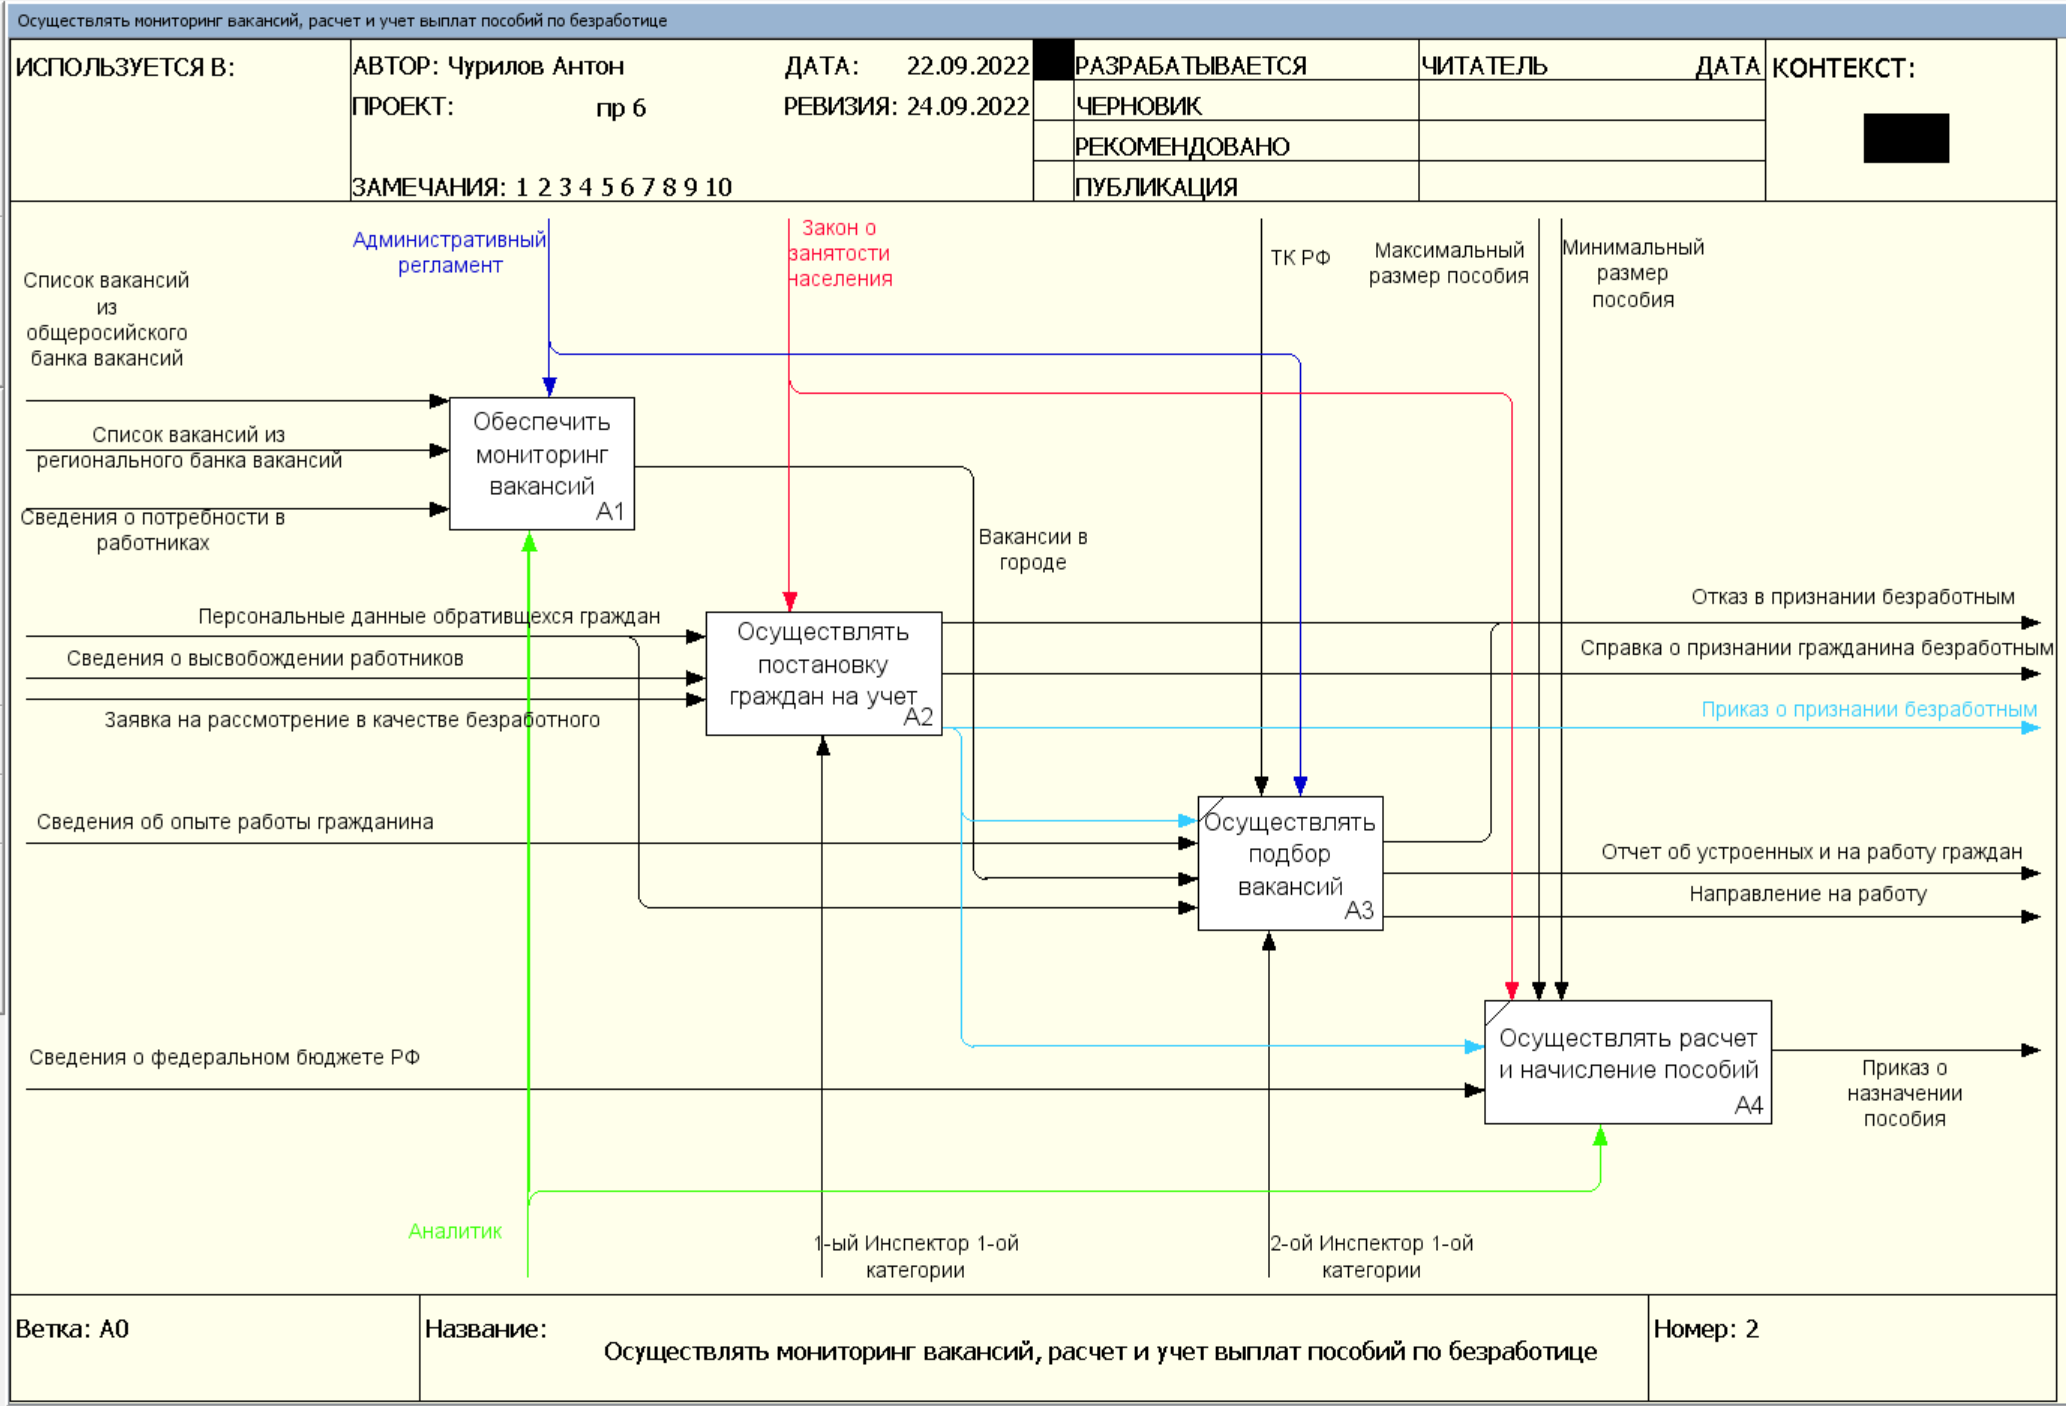 Осуществлять мониторинг вакансий, расчет и учет выплат пособий по безработице
ИСПОЛЬЗУЕТСЯ В:
АВТОР: Чурилов Антон
ДАТА: 22.09.2022
ПРОЕКТ: пр 6
РЕВИЗИЯ: 24.09.2022
ЗАМЕЧАНИЯ: 1 2 3 4 5 6 7 8 9 10
РАЗРАБАТЫВАЕТСЯ
ЧЕРНОВИК
РЕКОМЕНДОВАНО
ПУБЛИКАЦИЯ
ЧИТАТЕЛЬ
ДАТА
КОНТЕКСТ:
Административный
регламент
Закон о
занятости
населения
ТК РФ
Максимальный
размер пособия
Минимальный
размер
пособия
Список вакансий
из
общеросийского
банка вакансий
Список вакансий из
регионального банка вакансий
Сведения о потребности в
работниках
Обеспечить
мониторинг
вакансий
A1
Вакансии в
городе
Персональные данные обратившехся граждан
Сведения о высвобождении работников
Заявка на рассмотрение в качестве безработного
Осуществлять
постановку
граждан на учет
A2
Отказ в признании безработным
Справка о признании гражданина безработным
Приказ о признании безработным
Сведения об опыте работы гражданина
Осуществлять
подбор
вакансий
A3
Отчет об устроенных и на работу граждан
Направление на работу
Сведения о федеральном бюджете РФ
Осуществлять расчет
и начисление пособий
A4
Приказ о
назначении
пособия
Аналитик
1-ый Инспектор 1-ой
категории
2-ой Инспектор 1-ой
категории
Ветка: A0
Название:
Осуществлять мониторинг вакансий, расчет и учет выплат пособий по безработице
Номер: 2